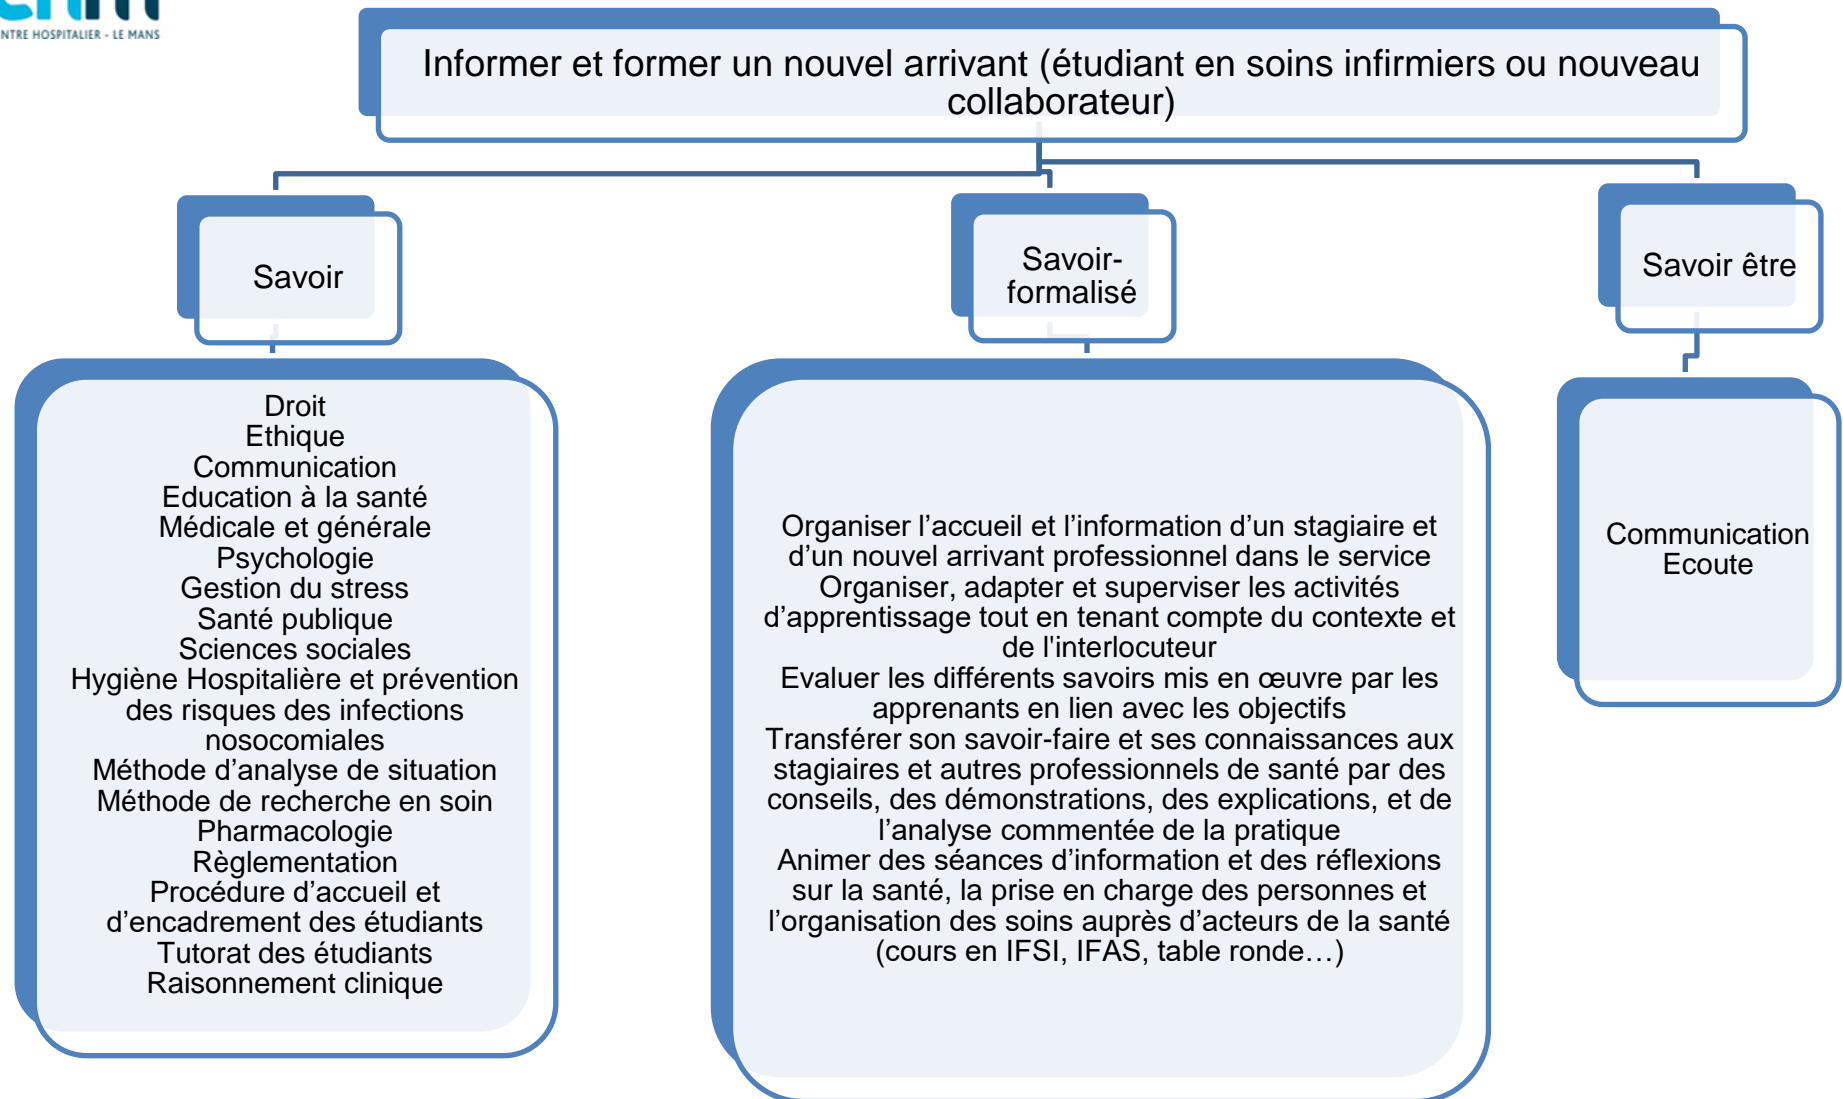 CENTRE HOSPITALIER - LE MANS
Informer et former un nouvel arrivant (étudiant en soins infirmiers ou nouveau
collaborateur)
Savoir
Droit
Ethique
Communication
Education à la santé
Médicale et générale
Psychologie
Gestion du stress
Santé publique
Sciences sociales
Hygiène Hospitalière et prévention
des risques des infections
nosocomiales
Méthode d'analyse de situation
Méthode de recherche en soin
Pharmacologie
Règlementation
Procédure d'accueil et
d'encadrement des étudiants
Tutorat des étudiants
Raisonnement clinique
Savoir-
formalisé
Organiser l'accueil et l'information d'un stagiaire et
d'un nouvel arrivant professionnel dans le service
Organiser, adapter et superviser les activités
d'apprentissage tout en tenant compte du contexte et
de l'interlocuteur
Evaluer les différents savoirs mis en œuvre par les
apprenants en lien avec les objectifs
Transférer son savoir-faire et ses connaissances aux
stagiaires et autres professionnels de santé par des
conseils, des démonstrations, des explications, et de
l'analyse commentée de la pratique
Animer des séances d'information et des réflexions
sur la santé, la prise en charge des personnes et
l'organisation des soins auprès d'acteurs de la santé
(cours en IFSI, IFAS, table ronde…)
Savoir être
Communication
Ecoute